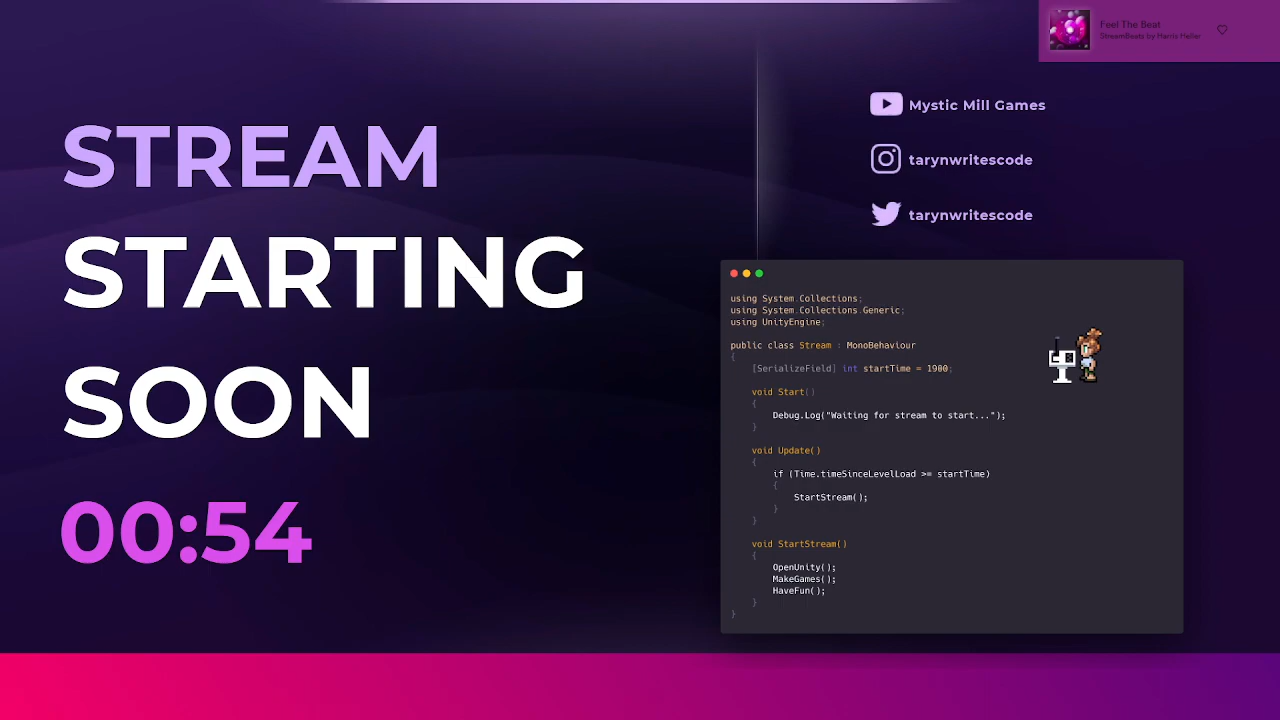 STREAM
STARTING
SOON
00:54
Feel The Beat
StreamBeats by Harris Heller
Mystic Mill Games
tarynwritescode
tarynwritescode
using System.Collections;
using System.Collections.Generic;
using UnityEngine;
public class Stream : MonoBehaviour
{
[SerializeField] int startTime = 1900;
void Start()
{
Debug.Log("Waiting for stream to start...");
}
void Update()
{
if (Time.timeSinceLevelLoad >= startTime)
{
StartStream();
}
}
void StartStream()
{
OpenUnity();
MakeGames();
HaveFun();
}
}